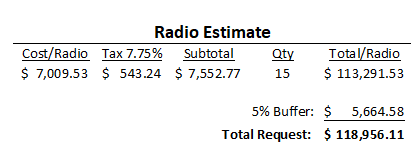 Radio Estimate
Cost/Radio Tax 7.75% Subtotal Qty Total/Radio
$ 7,009.53 $ 543.24 $ 7,552.77 15 $ 113,291.53
5% Buffer: $ 5,664.58
Total Request: $ 118,956.11